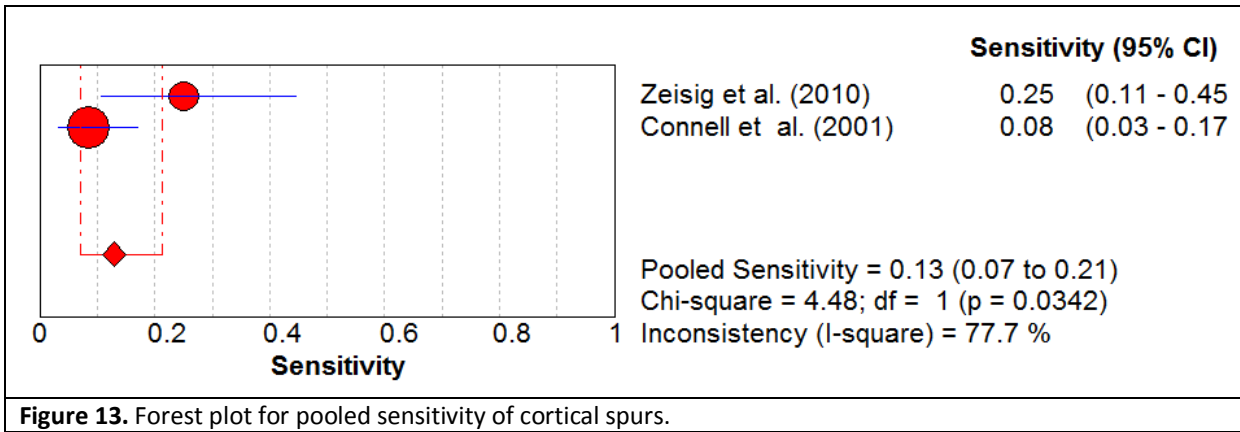 Sensitivity (95% CI)
Zeisig et al. (2010) 0.25 (0.11 - 0.45
Connell et al. (2001) 0.08 (0.03 - 0.17
Pooled Sensitivity = 0.13 (0.07 to 0.21)
Chi-square = 4.48; df = 1 (p = 0.0342)
Inconsistency (I-square) = 77.7 %
0 0.2 0.4 0.6 0.8 1
Sensitivity
Figure 13. Forest plot for pooled sensitivity of cortical spurs.